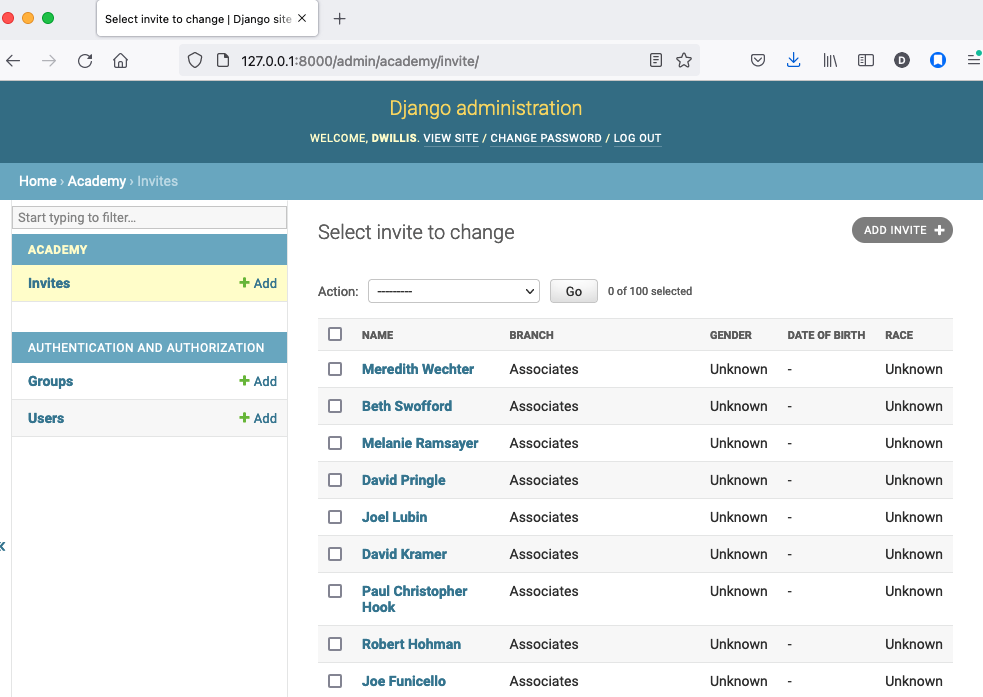 Select invite to change | Django site
127.0.0.1:8000/admin/academy/invite/
D
Django administration
WELCOME, DWILLIS. VIEW SITE / CHANGE PASSWORD / LOG OUT
Home › Academy › Invites
Start typing to filter...
ACADEMY
Invites + Add
AUTHENTICATION AND AUTHORIZATION
Groups + Add
Users + Add
Select invite to change
ADD INVITE +
Action: --------- Go 0 of 100 selected
NAME BRANCH GENDER DATE OF BIRTH RACE
Meredith Wechter Associates Unknown - Unknown
Beth Swofford Associates Unknown - Unknown
Melanie Ramsayer Associates Unknown - Unknown
David Pringle Associates Unknown - Unknown
Joel Lubin Associates Unknown - Unknown
David Kramer Associates Unknown - Unknown
Paul Christopher Associates Unknown - Unknown
Hook
Robert Hohman Associates Unknown - Unknown
Joe Funicello Associates Unknown - Unknown